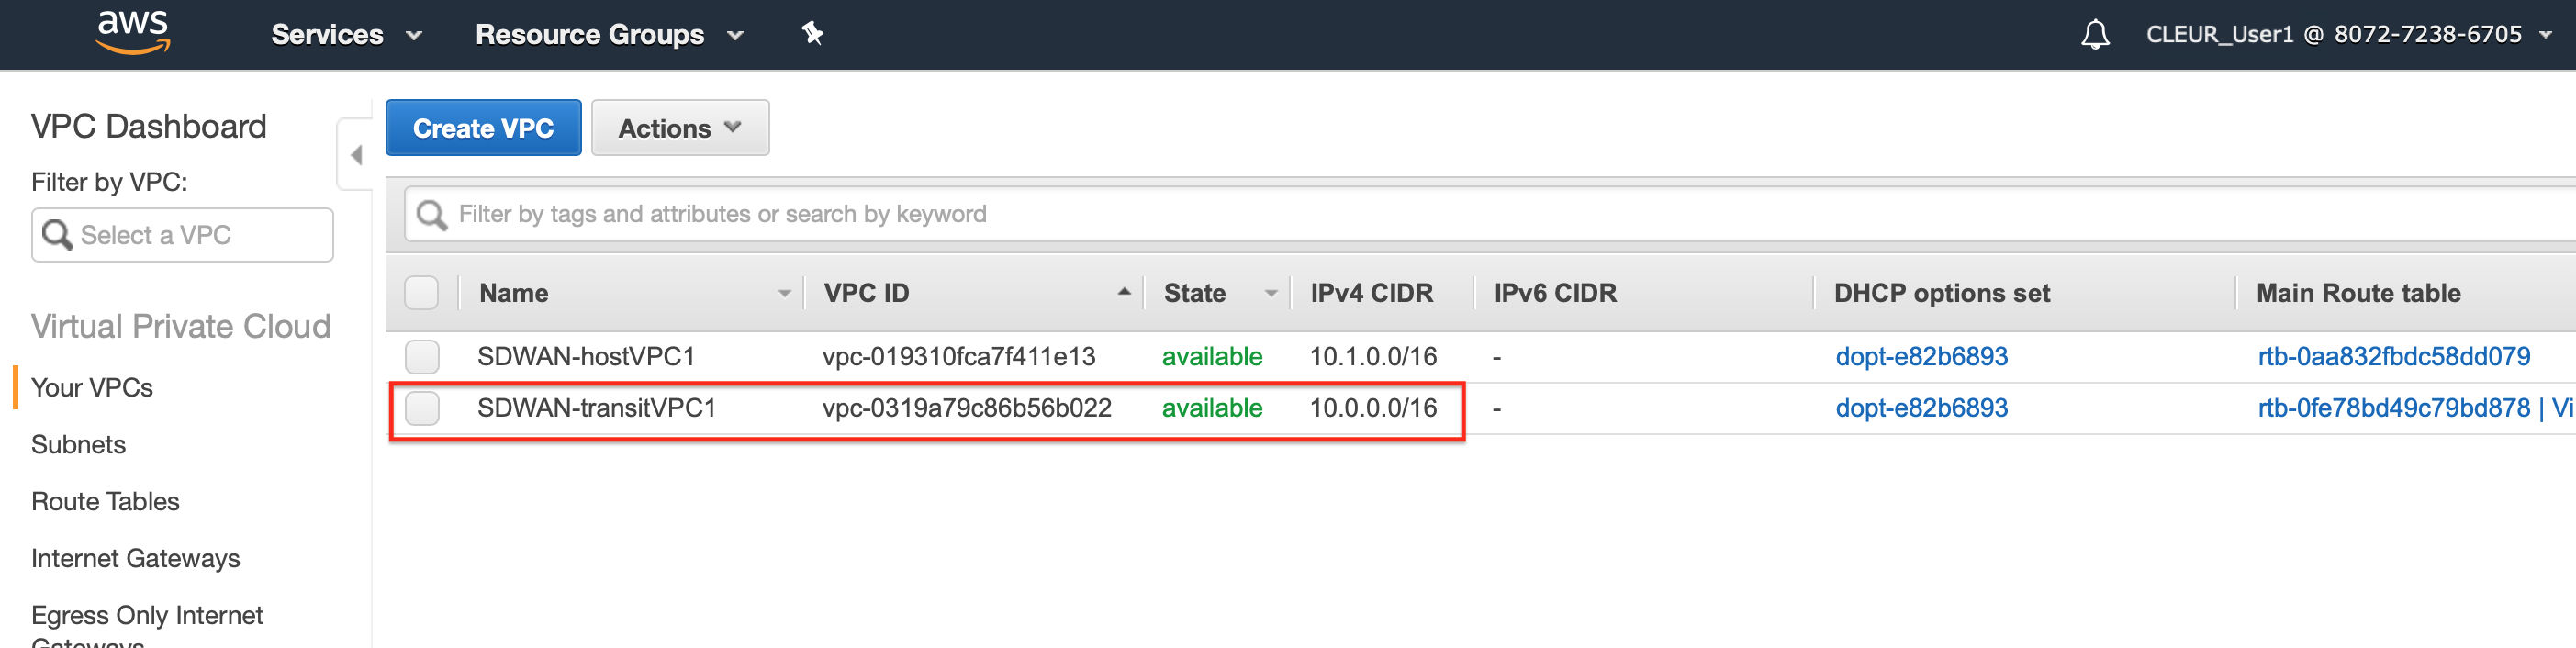 aws Services Resource Groups CLEUR_User1 @ 8072-7238-6705
VPC Dashboard
Filter by VPC:
Select a VPC
Virtual Private Cloud
Your VPCs
Subnets
Route Tables
Internet Gateways
Egress Only Internet
Gateways
Create VPC Actions
Filter by tags and attributes or search by keyword
Name VPC ID State IPv4 CIDR IPv6 CIDR DHCP options set Main Route table
SDWAN-hostVPC1 vpc-019310fca7f411e13 available 10.1.0.0/16 - dopt-e82b6893 rtb-0aa832fbdc58dd079
SDWAN-transitVPC1 vpc-0319a79c86b56b022 available 10.0.0.0/16 - dopt-e82b6893 rtb-0fe78bd49c79bd878 | Vi